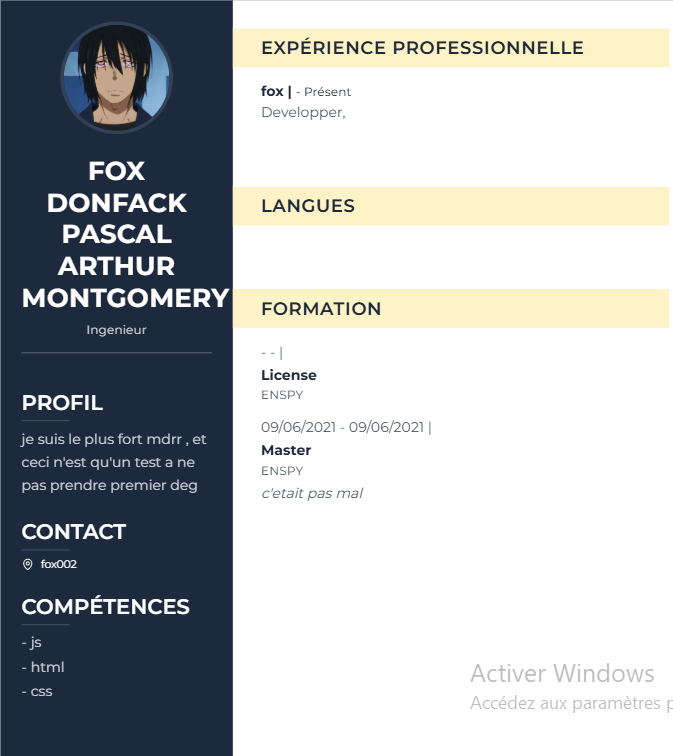 FOX
DONFACK
PASCAL
ARTHUR
MONTGOMERY
Ingenieur
PROFIL
je suis le plus fort mdrr , et
ceci n'est qu'un test a ne
pas prendre premier deg
CONTACT
fox002
COMPÉTENCES
- js
- html
- css
EXPÉRIENCE PROFESSIONNELLE
fox | - Présent
Developper,
LANGUES
FORMATION
- - |
License
ENSPY
09/06/2021 - 09/06/2021 |
Master
ENSPY
c'etait pas mal
Activer Windows
Accédez aux paramètres p